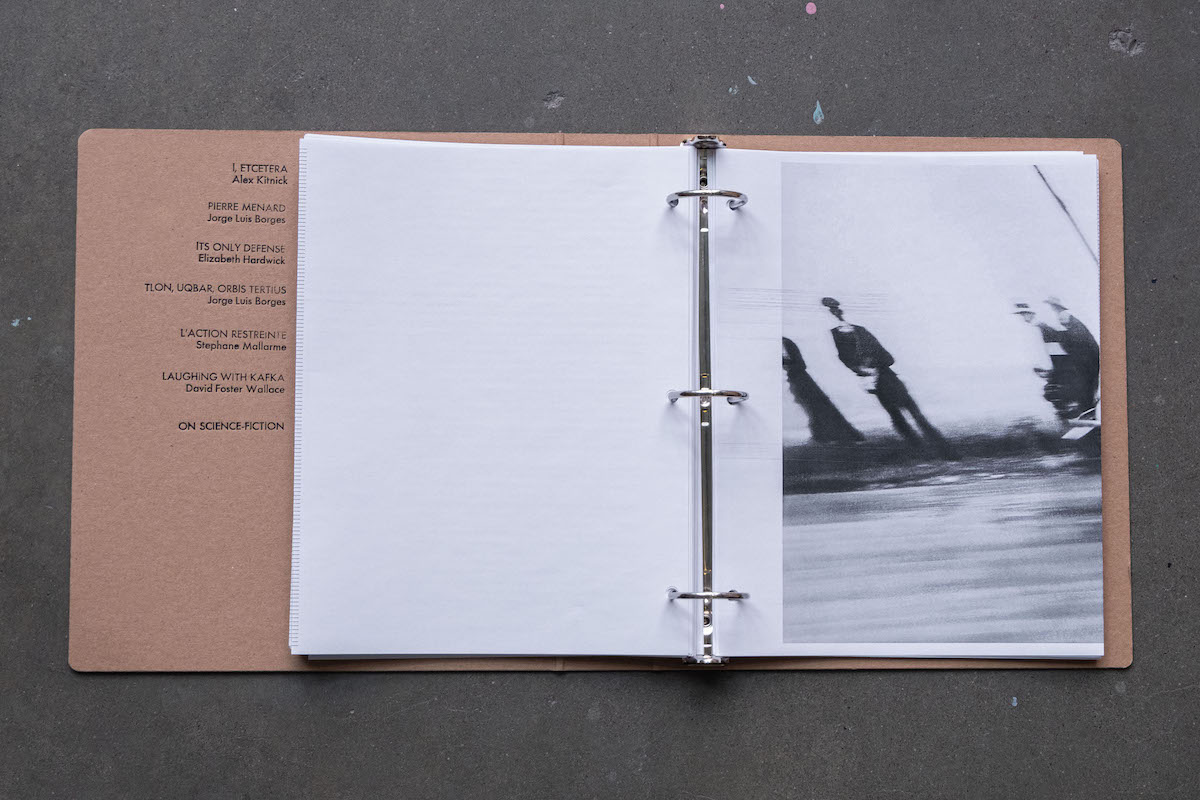 I, ETCETERA
Alex Kitnick
PIERRE MENARD
Jorge Luis Borges
ITS ONLY DEFENSE
Elizabeth Hardwick
TLON, UQBAR, ORBIS TERTIUS
Jorge Luis Borges
L'ACTION RESTREINTE
Stephane Mallarme
LAUGHING WITH KAFKA
David Foster Wallace
ON SCIENCE-FICTION